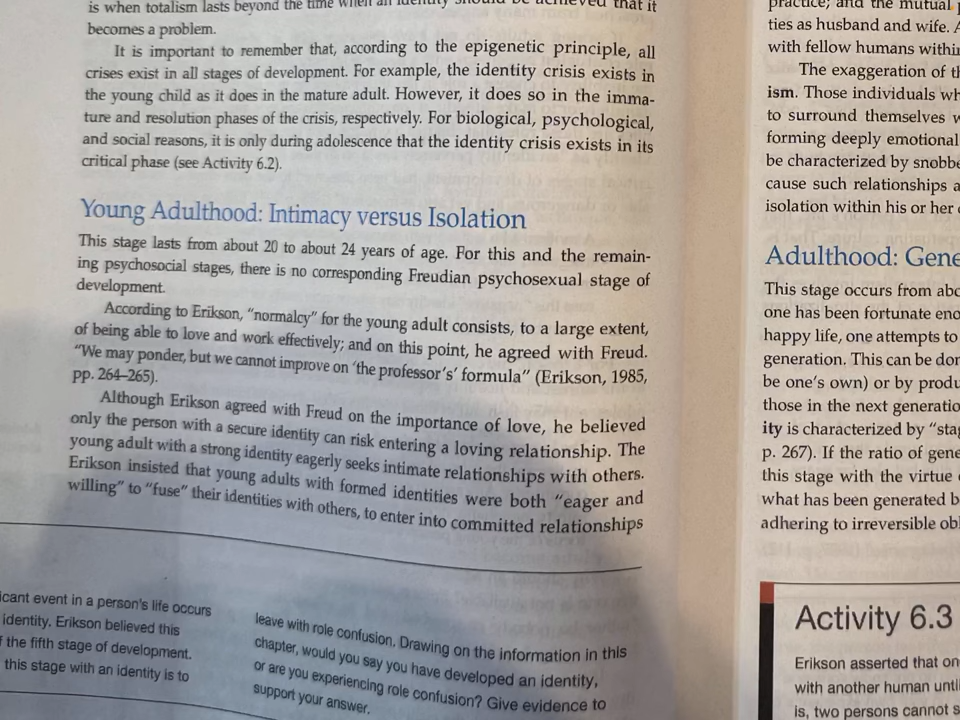 is when totalism lasts beyond the time when an identity should be achieved that it
becomes a problem.
It is important to remember that, according to the epigenetic principle, all
crises exist in all stages of development. For example, the identity crisis exists in
the young child as it does in the mature adult. However, it does so in the imma-
ture and resolution phases of the crisis, respectively. For biological, psychological,
and social reasons, it is only during adolescence that the identity crisis exists in its
critical phase (see Activity 6.2).
Young Adulthood: Intimacy versus Isolation
This stage lasts from about 20 to about 24 years of age. For this and the remain-
ing psychosocial stages, there is no corresponding Freudian psychosexual stage of
development.
According to Erikson, "normalcy" for the young adult consists, to a large extent,
of being able to love and work effectively; and on this point, he agreed with Freud.
"We may ponder, but we cannot improve on 'the professor's' formula" (Erikson, 1985,
pp. 264–265).
Although Erikson agreed with Freud on the importance of love, he believed
only the person with a secure identity can risk entering a loving relationship. The
young adult with a strong identity eagerly seeks intimate relationships with others.
Erikson insisted that young adults with formed identities were both "eager and
willing" to "fuse" their identities with others, to enter into committed relationships
icant event in a person's life occurs
identity. Erikson believed this
f the fifth stage of development.
this stage with an identity is to
leave with role confusion. Drawing on the information in this
chapter, would you say you have developed an identity,
or are you experiencing role confusion? Give evidence to
support your answer.
practice; and the mutual
ties as husband and wife. A
with fellow humans within
The exaggeration of th
ism. Those individuals wh
to surround themselves w
forming deeply emotional
be characterized by snobbe
cause such relationships a
isolation within his or her
Adulthood: Gene
This stage occurs from abo
one has been fortunate eno
happy life, one attempts to
generation. This can be don
be one's own) or by produ
those in the next generatio
ity is characterized by "stag
p. 267). If the ratio of gene
this stage with the virtue
what has been generated b
adhering to irreversible obl
Activity 6.3
Erikson asserted that on
with another human until
is, two persons cannot s